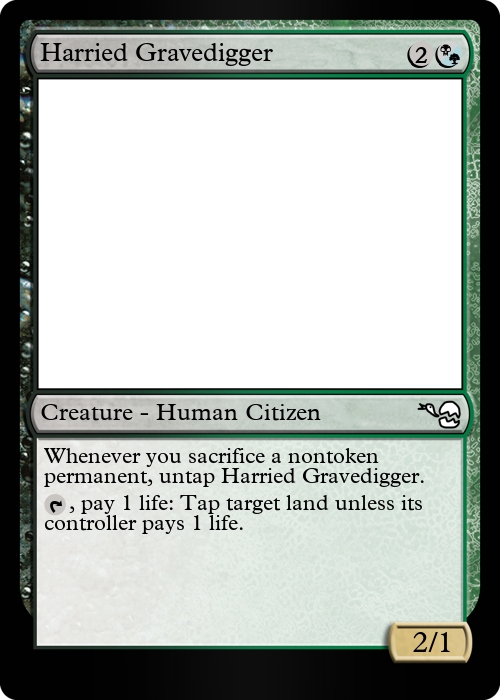 Harried Gravedigger 2
Creature - Human Citizen
Whenever you sacrifice a nontoken
permanent, untap Harried Gravedigger.
, pay 1 life: Tap target land unless its
controller pays 1 life.
2/1